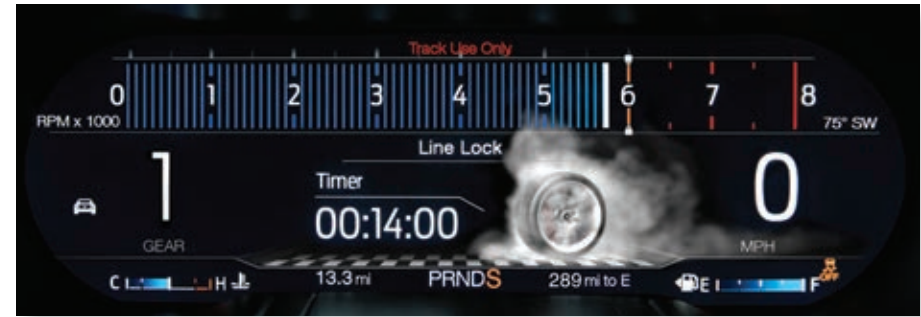 Track Use Only
0 1 2 3 4 5 6 7 8
RPM x 1000
75° SW
Line Lock
1
Timer
0
00:14:00
GEAR
MPH
C H
13.3 mi
PRNDS
289 mi to E
E F
OFF